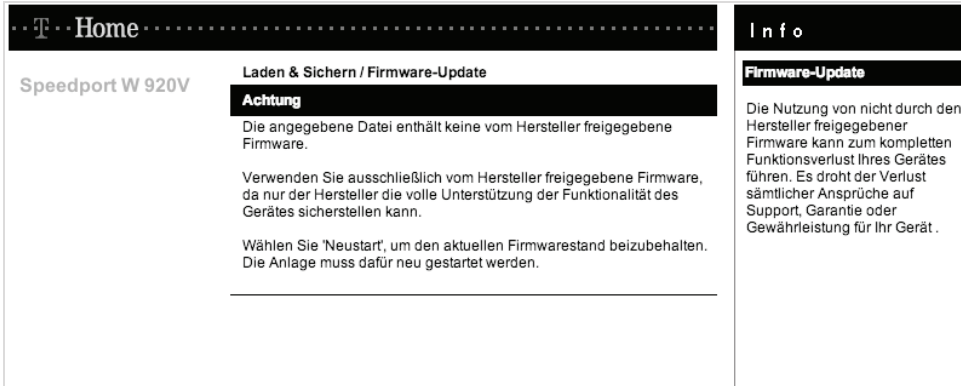 T Home
Info
Speedport W 920V
Laden & Sichern / Firmware-Update
Achtung
Die angegebene Datei enthält keine vom Hersteller freigegebene
Firmware.
Verwenden Sie ausschließlich vom Hersteller freigegebene Firmware,
da nur der Hersteller die volle Unterstützung der Funktionalität des
Gerätes sicherstellen kann.
Wählen Sie 'Neustart', um den aktuellen Firmwarestand beizubehalten.
Die Anlage muss dafür neu gestartet werden.
Firmware-Update
Die Nutzung von nicht durch den
Hersteller freigegebener
Firmware kann zum kompletten
Funktionsverlust Ihres Gerätes
führen. Es droht der Verlust
sämtlicher Ansprüche auf
Support, Garantie oder
Gewährleistung für Ihr Gerät .